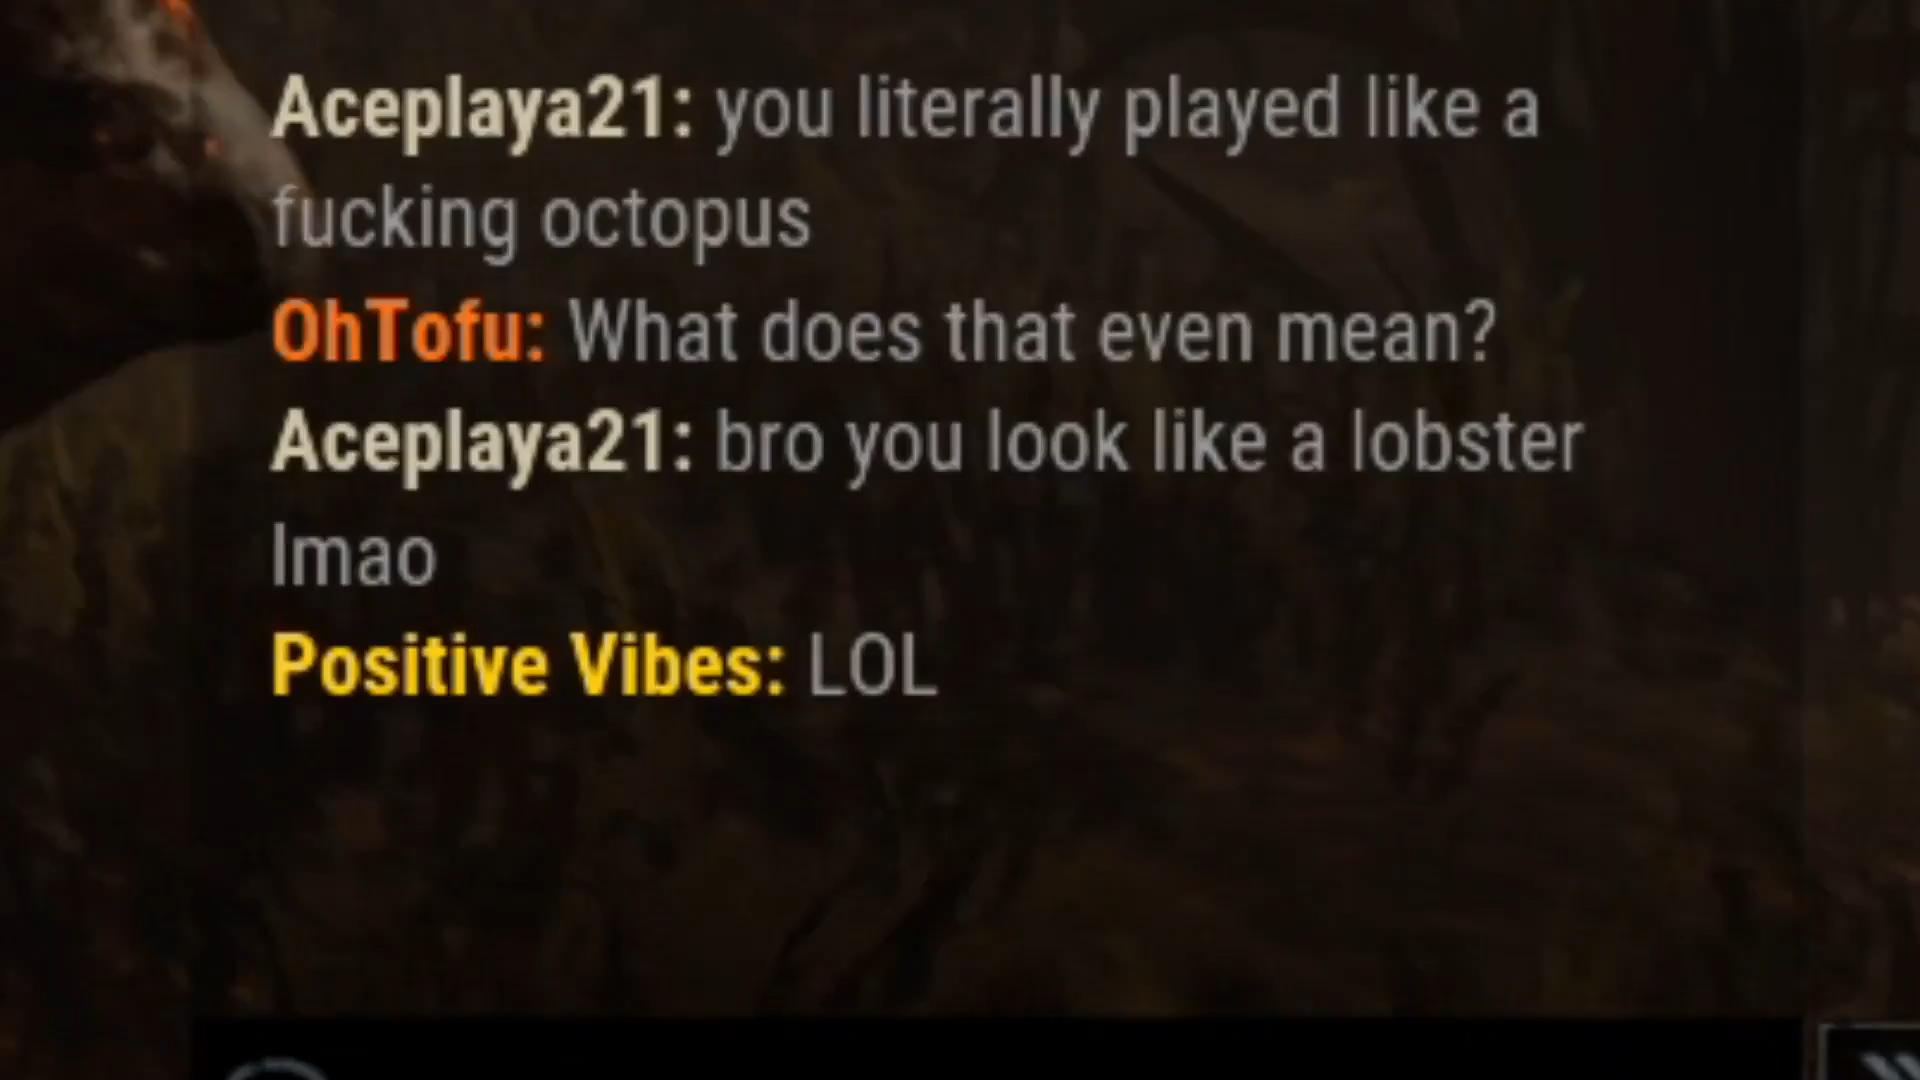 Aceplaya21: you literally played like a
fucking octopus
OhTofu: What does that even mean?
Aceplaya21: bro you look like a lobster
lmao
Positive Vibes: LOL